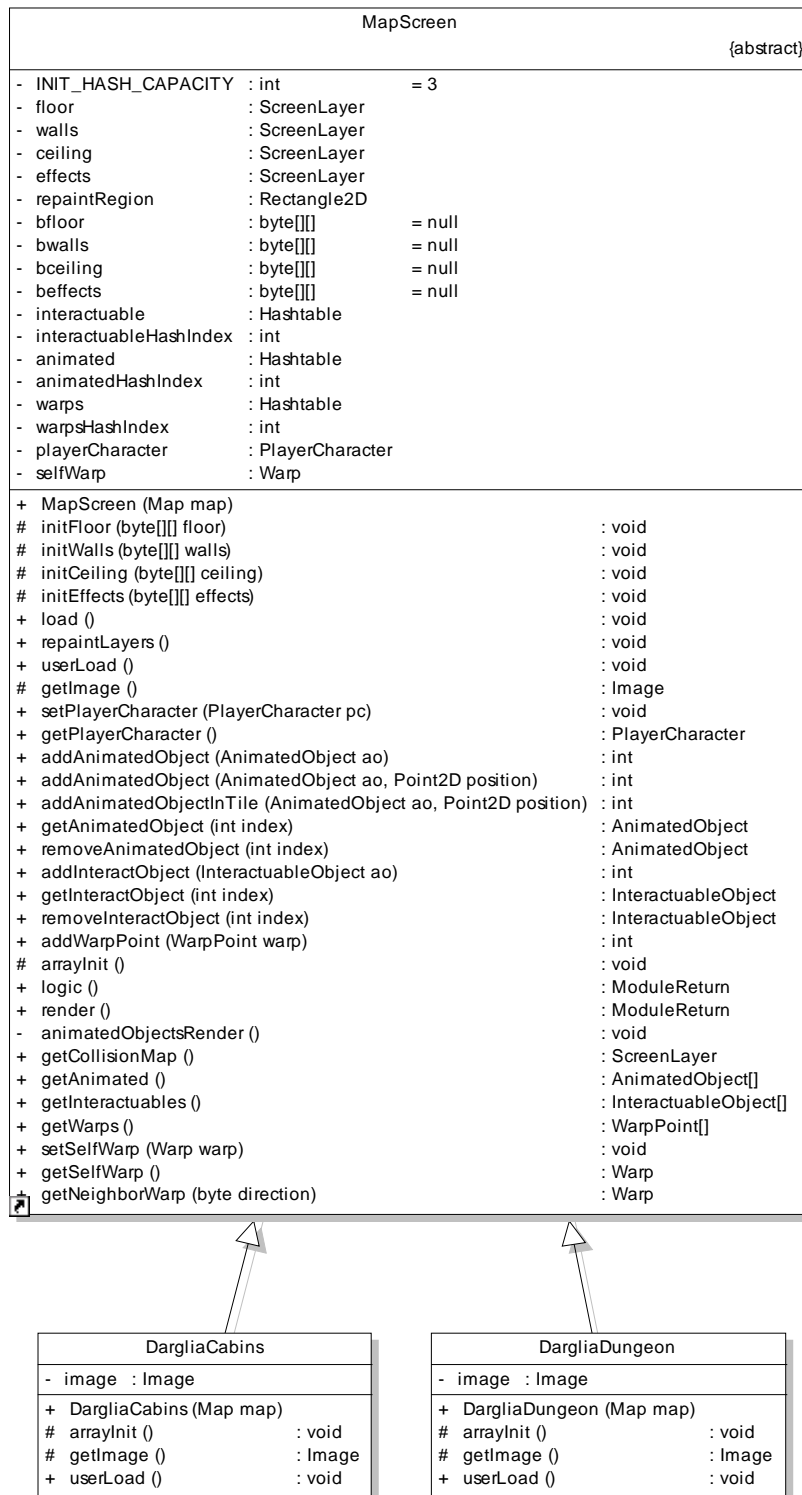 MapScreen
{abstract}
- INIT_HASH_CAPACITY : int = 3
- floor : ScreenLayer
- walls : ScreenLayer
- ceiling : ScreenLayer
- effects : ScreenLayer
- repaintRegion : Rectangle2D
- bfloor : byte[][] = null
- bwalls : byte[][] = null
- bceiling : byte[][] = null
- beffects : byte[][] = null
- interactuable : Hashtable
- interactuableHashIndex : int
- animated : Hashtable
- animatedHashIndex : int
- warps : Hashtable
- warpsHashIndex : int
- playerCharacter : PlayerCharacter
- selfWarp : Warp
+ MapScreen (Map map)
# initFloor (byte[][] floor) : void
# initWalls (byte[][] walls) : void
# initCeiling (byte[][] ceiling) : void
# initEffects (byte[][] effects) : void
+ load () : void
+ repaintLayers () : void
+ userLoad () : void
# getImage () : Image
+ setPlayerCharacter (PlayerCharacter pc) : void
+ getPlayerCharacter () : PlayerCharacter
+ addAnimatedObject (AnimatedObject ao) : int
+ addAnimatedObject (AnimatedObject ao, Point2D position) : int
+ addAnimatedObjectInTile (AnimatedObject ao, Point2D position) : int
+ getAnimatedObject (int index) : AnimatedObject
+ removeAnimatedObject (int index) : AnimatedObject
+ addInteractObject (InteractuableObject ao) : int
+ getInteractObject (int index) : InteractuableObject
+ removeInteractObject (int index) : InteractuableObject
+ addWarpPoint (WarpPoint warp) : int
# arrayInit () : void
+ logic () : ModuleReturn
+ render () : ModuleReturn
- animatedObjectsRender () : void
+ getCollisionMap () : ScreenLayer
+ getAnimated () : AnimatedObject[]
+ getInteractuables () : InteractuableObject[]
+ getWarps () : WarpPoint[]
+ setSelfWarp (Warp warp) : void
+ getSelfWarp () : Warp
+ getNeighborWarp (byte direction) : Warp
DargliaCabins
- image : Image
+ DargliaCabins (Map map)
# arrayInit () : void
# getImage () : Image
+ userLoad () : void
DargliaDungeon
- image : Image
+ DargliaDungeon (Map map)
# arrayInit () : void
# getImage () : Image
+ userLoad () : void